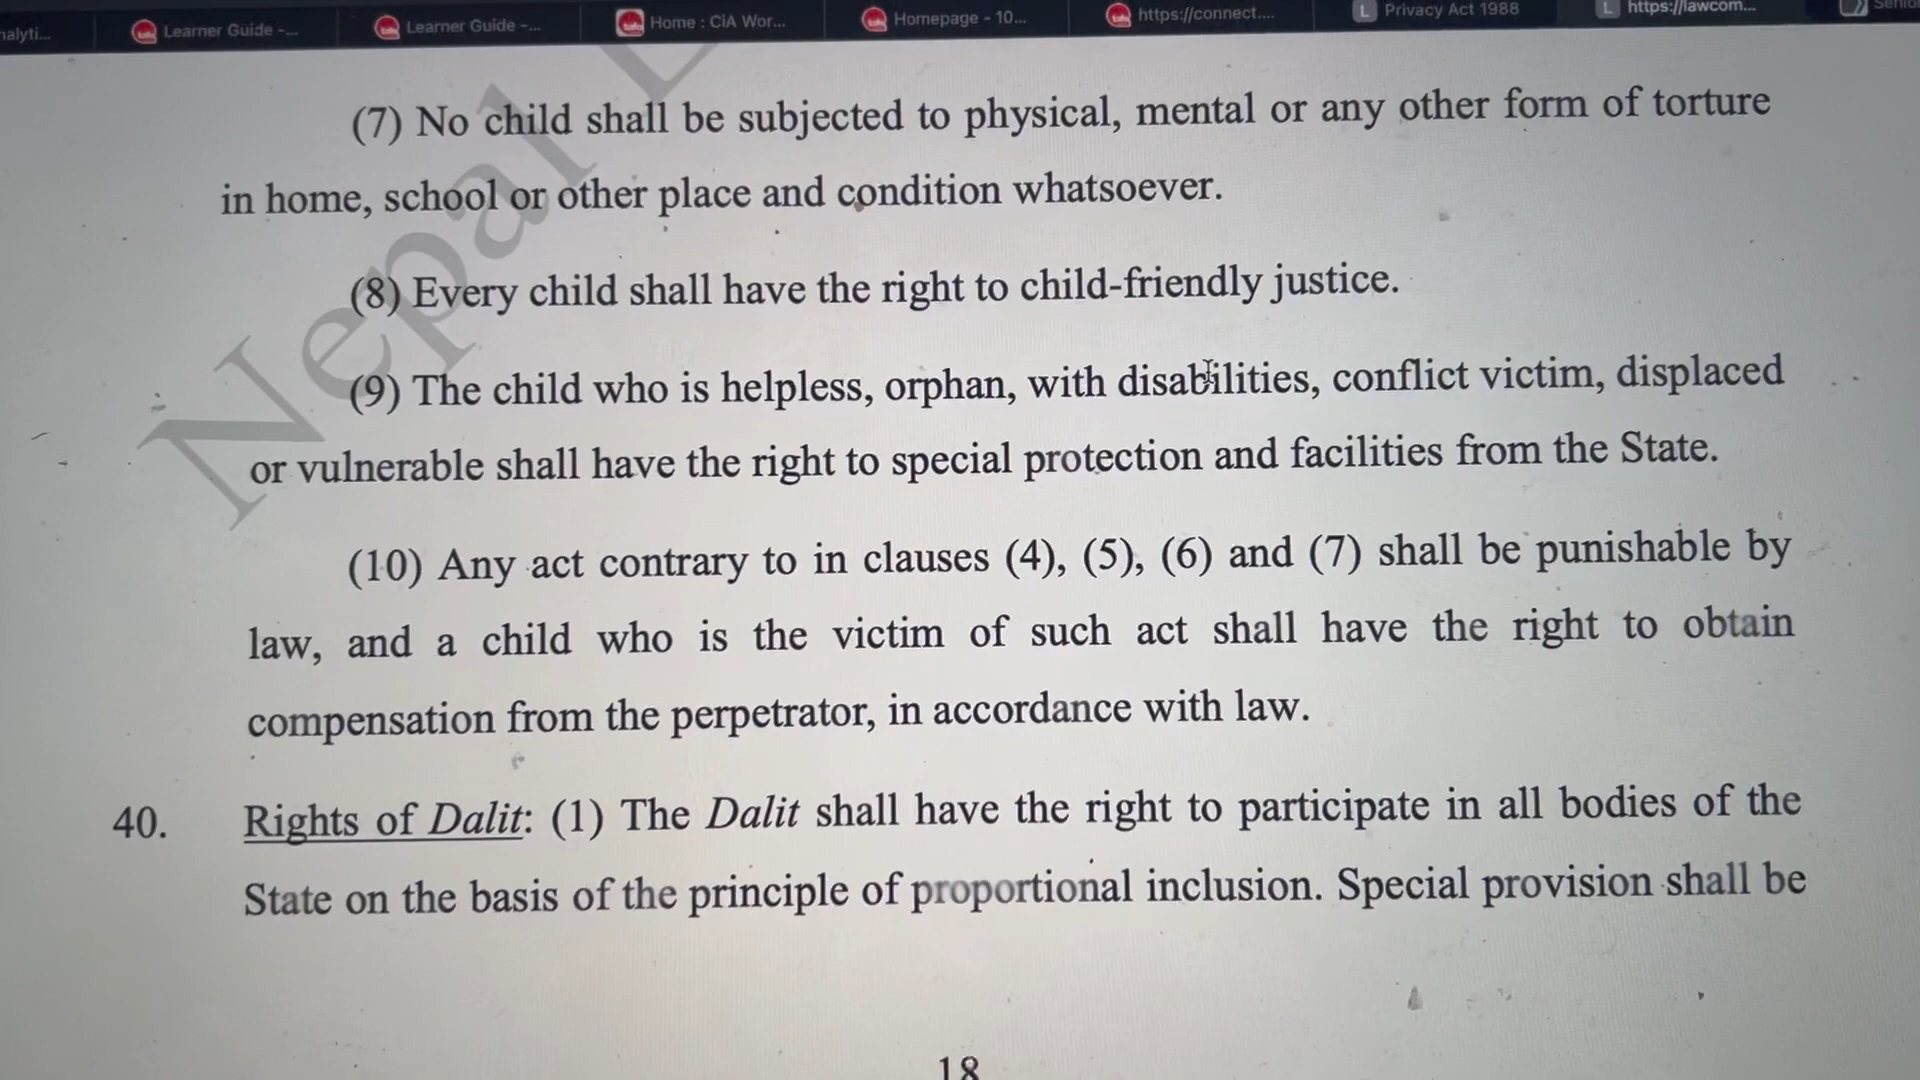 nalyti...
Learner Guide -...
Learner Guide -...
Home : CiA Wor...
Homepage - 10...
https://connect....
L Privacy Act 1988
L https://lawcom...
Senio
Nepal L
(7) No child shall be subjected to physical, mental or any other form of torture
in home, school or other place and condition whatsoever.
(8) Every child shall have the right to child-friendly justice.
(9) The child who is helpless, orphan, with disabilities, conflict victim, displaced
or vulnerable shall have the right to special protection and facilities from the State.
(10) Any act contrary to in clauses (4), (5), (6) and (7) shall be punishable by
law, and a child who is the victim of such act shall have the right to obtain
compensation from the perpetrator, in accordance with law.
40. Rights of Dalit: (1) The Dalit shall have the right to participate in all bodies of the
State on the basis of the principle of proportional inclusion. Special provision shall be
18